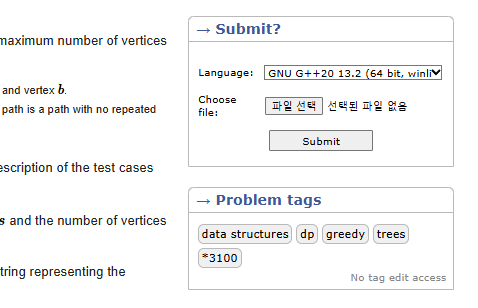 maximum number of vertices
and vertex b.
path is a path with no repeated
escription of the test cases
s and the number of vertices
tring representing the
→ Submit?
Language: GNU G++20 13.2 (64 bit, winli
Choose file: 파일 선택 선택된 파일 없음
Submit
→ Problem tags
data structures dp greedy trees
*3100
No tag edit access